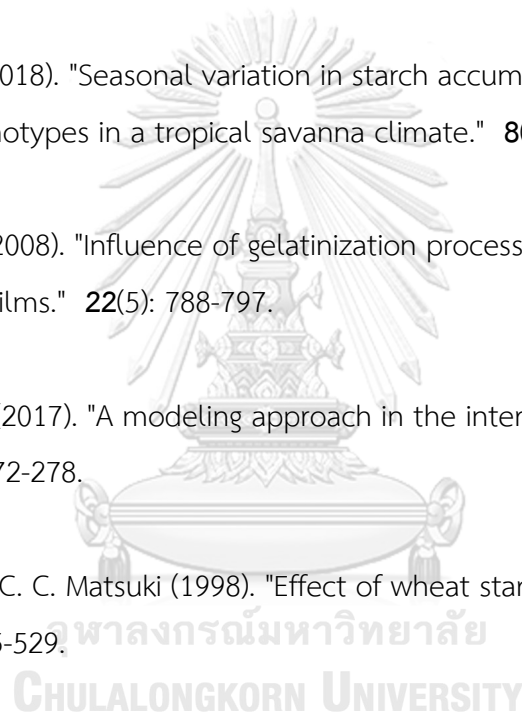 018). "Seasonal variation in starch accum
notypes in a tropical savanna climate." 8
2008). "Influence of gelatinization process
ilms." 22(5): 788-797.
(2017). "A modeling approach in the inter
72-278.
C. C. Matsuki (1998). "Effect of wheat star
จุฬาลงกรณ์มหาวิทยาลัย
-529.
CHULALONGKORN UNIVERSITY